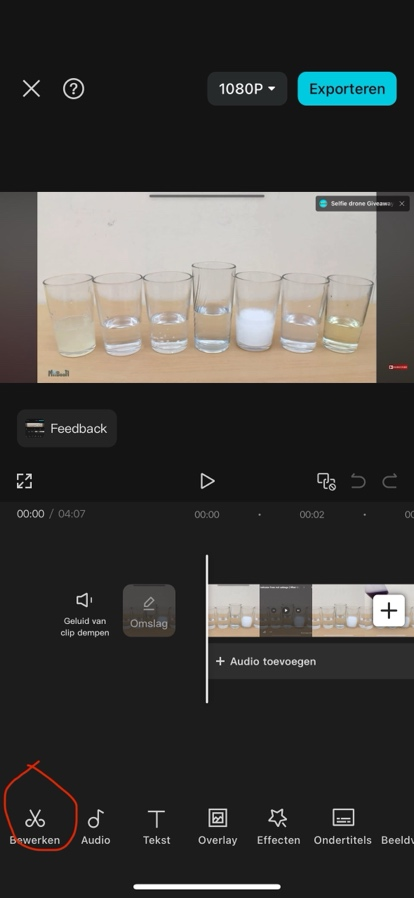 1080P
Exporteren
Selfie drone Giveaway
Feedback
00:00 / 04:07
00:00
00:02
Geluid van
clip dempen
Omslag
+ Audio toevoegen
Bewerken
Audio
Tekst
Overlay
Effecten
Ondertitels
Beeldv